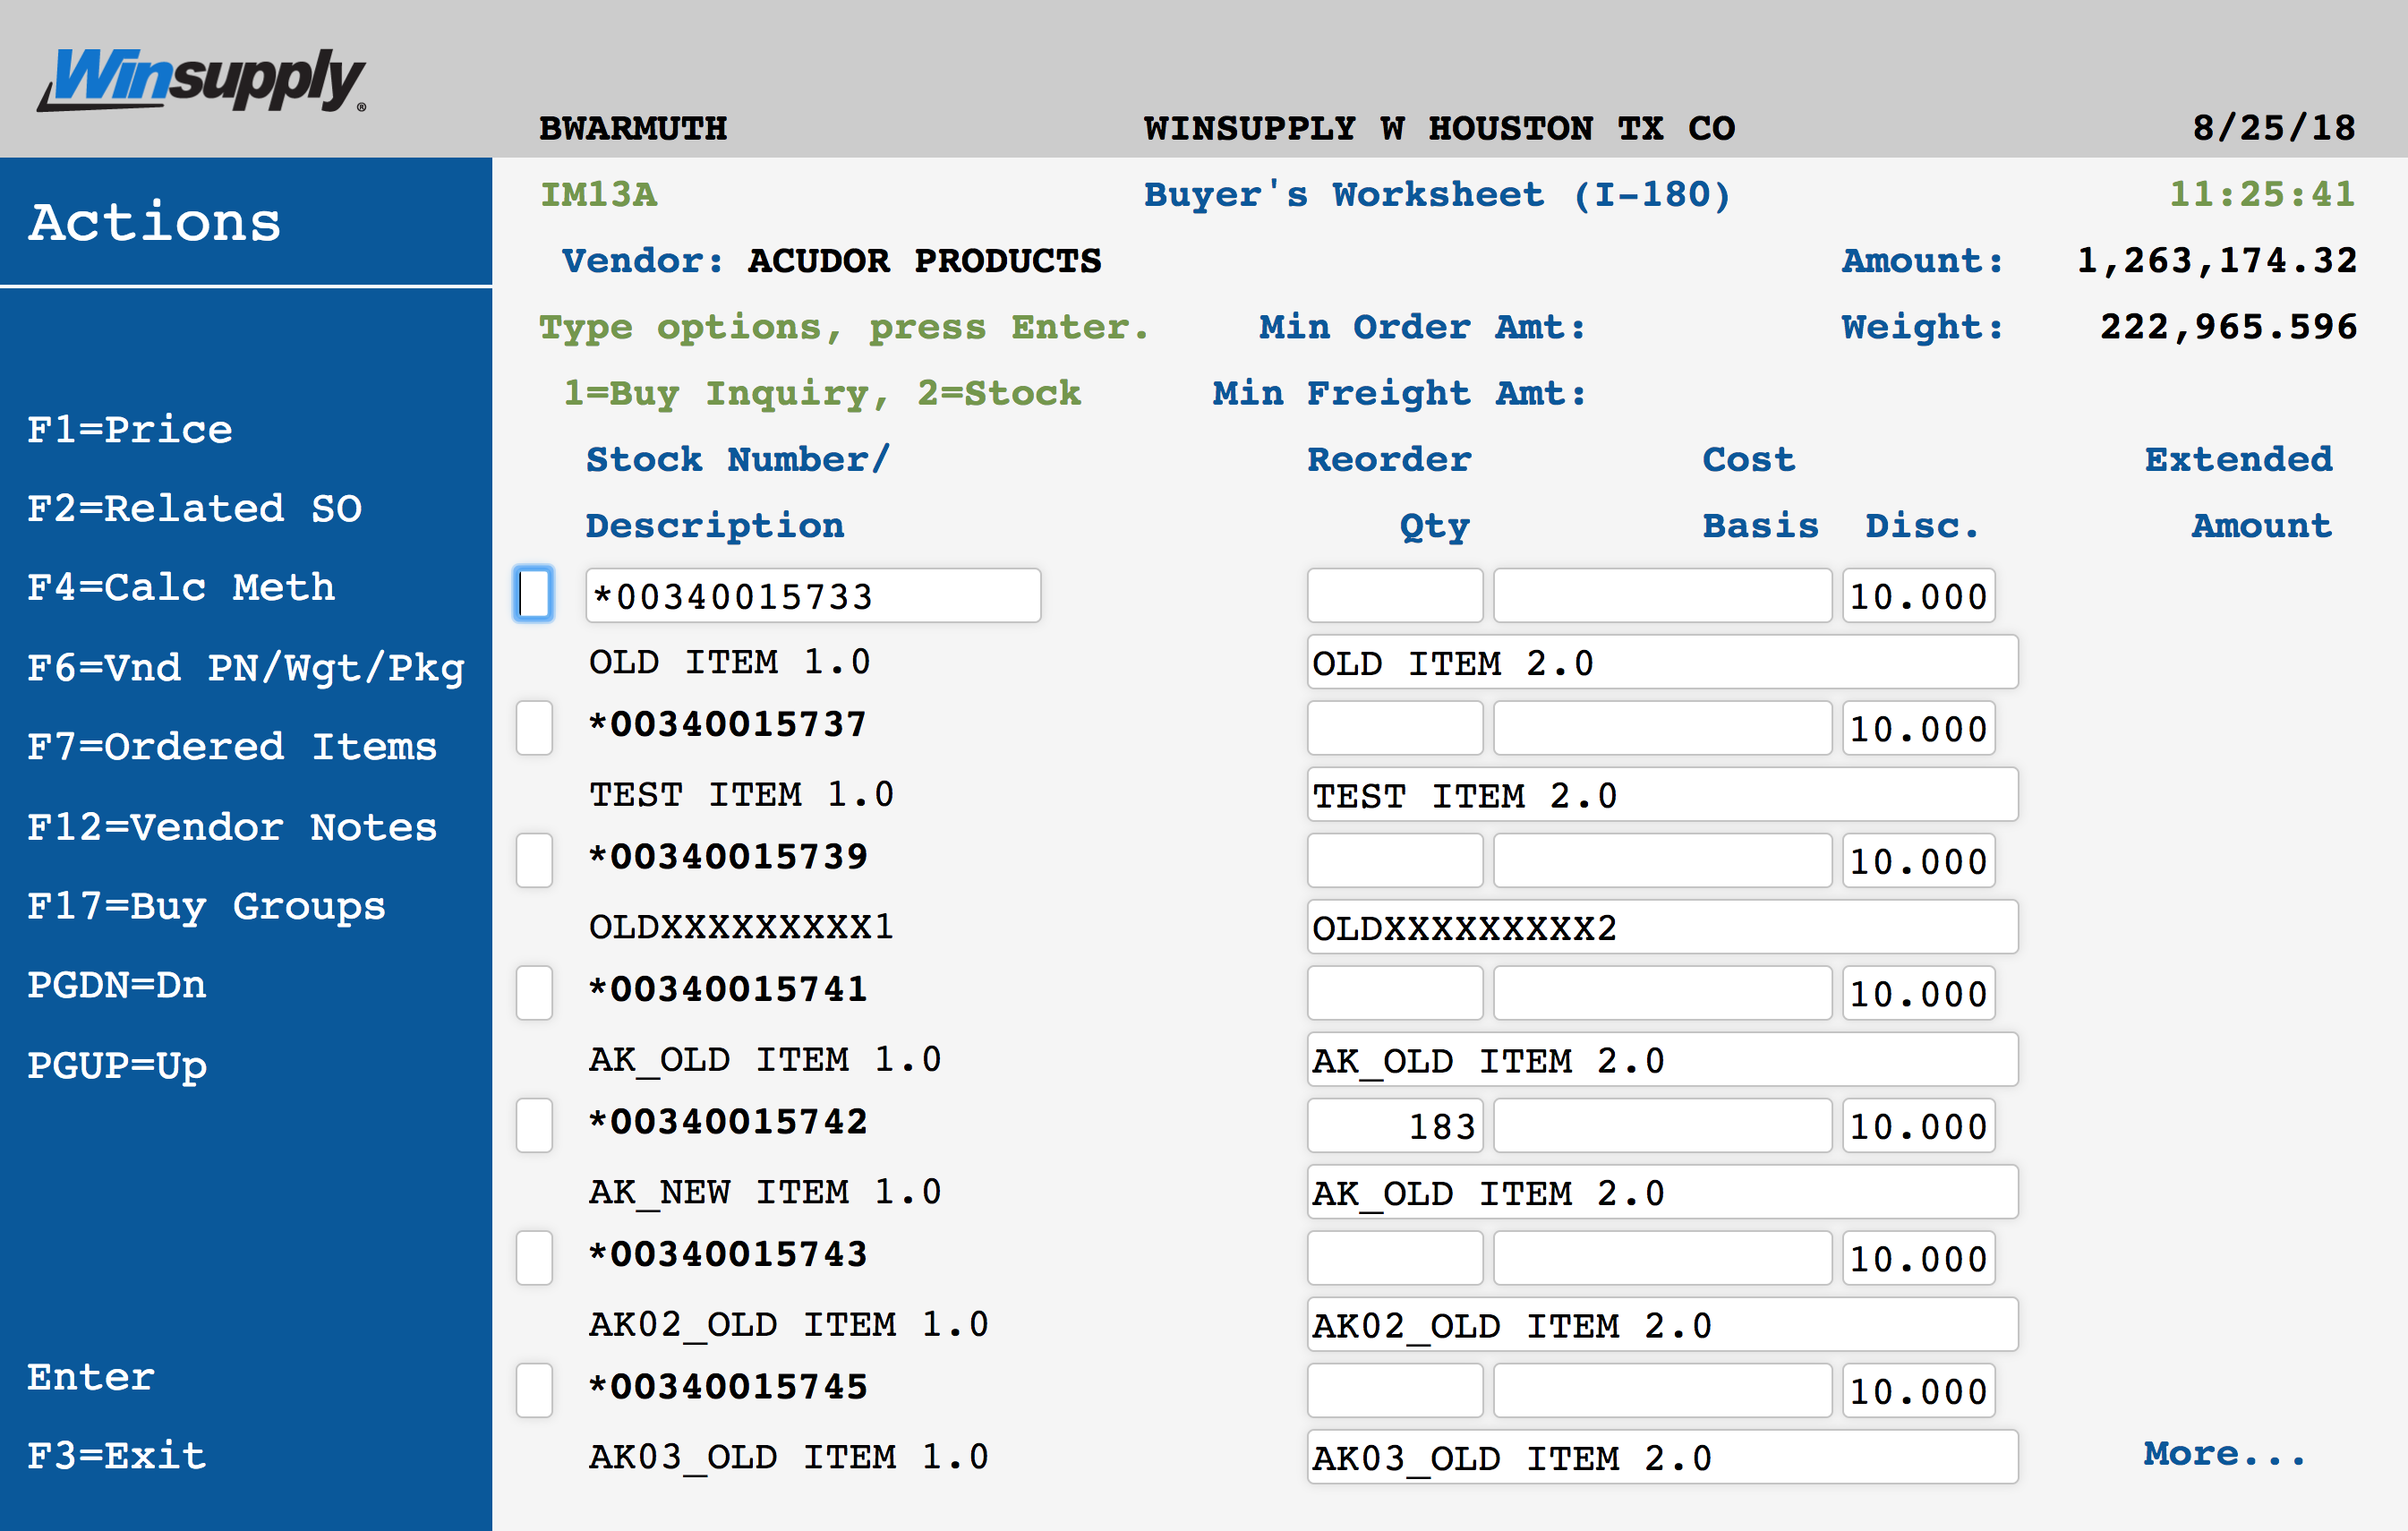 Winsupply®
BWARMUTH WINSUPPLY W HOUSTON TX CO 8/25/18
Actions
F1=Price
F2=Related SO
F4=Calc Meth
F6=Vnd PN/Wgt/Pkg
F7=Ordered Items
F12=Vendor Notes
F17=Buy Groups
PGDN=Dn
PGUP=Up
Enter
F3=Exit
IM13A Buyer's Worksheet (I-180) 11:25:41
Vendor: ACUDOR PRODUCTS Amount: 1,263,174.32
Type options, press Enter. Min Order Amt: Weight: 222,965.596
1=Buy Inquiry, 2=Stock Min Freight Amt:
Stock Number/ Reorder Cost Extended
Description Qty Basis Disc. Amount
*00340015733 10.000
OLD ITEM 1.0 OLD ITEM 2.0
*00340015737 10.000
TEST ITEM 1.0 TEST ITEM 2.0
*00340015739 10.000
OLDXXXXXXXXX1 OLDXXXXXXXXX2
*00340015741 10.000
AK_OLD ITEM 1.0 AK_OLD ITEM 2.0
*00340015742 183 10.000
AK_NEW ITEM 1.0 AK_OLD ITEM 2.0
*00340015743 10.000
AK02_OLD ITEM 1.0 AK02_OLD ITEM 2.0
*00340015745 10.000
AK03_OLD ITEM 1.0 AK03_OLD ITEM 2.0 More...